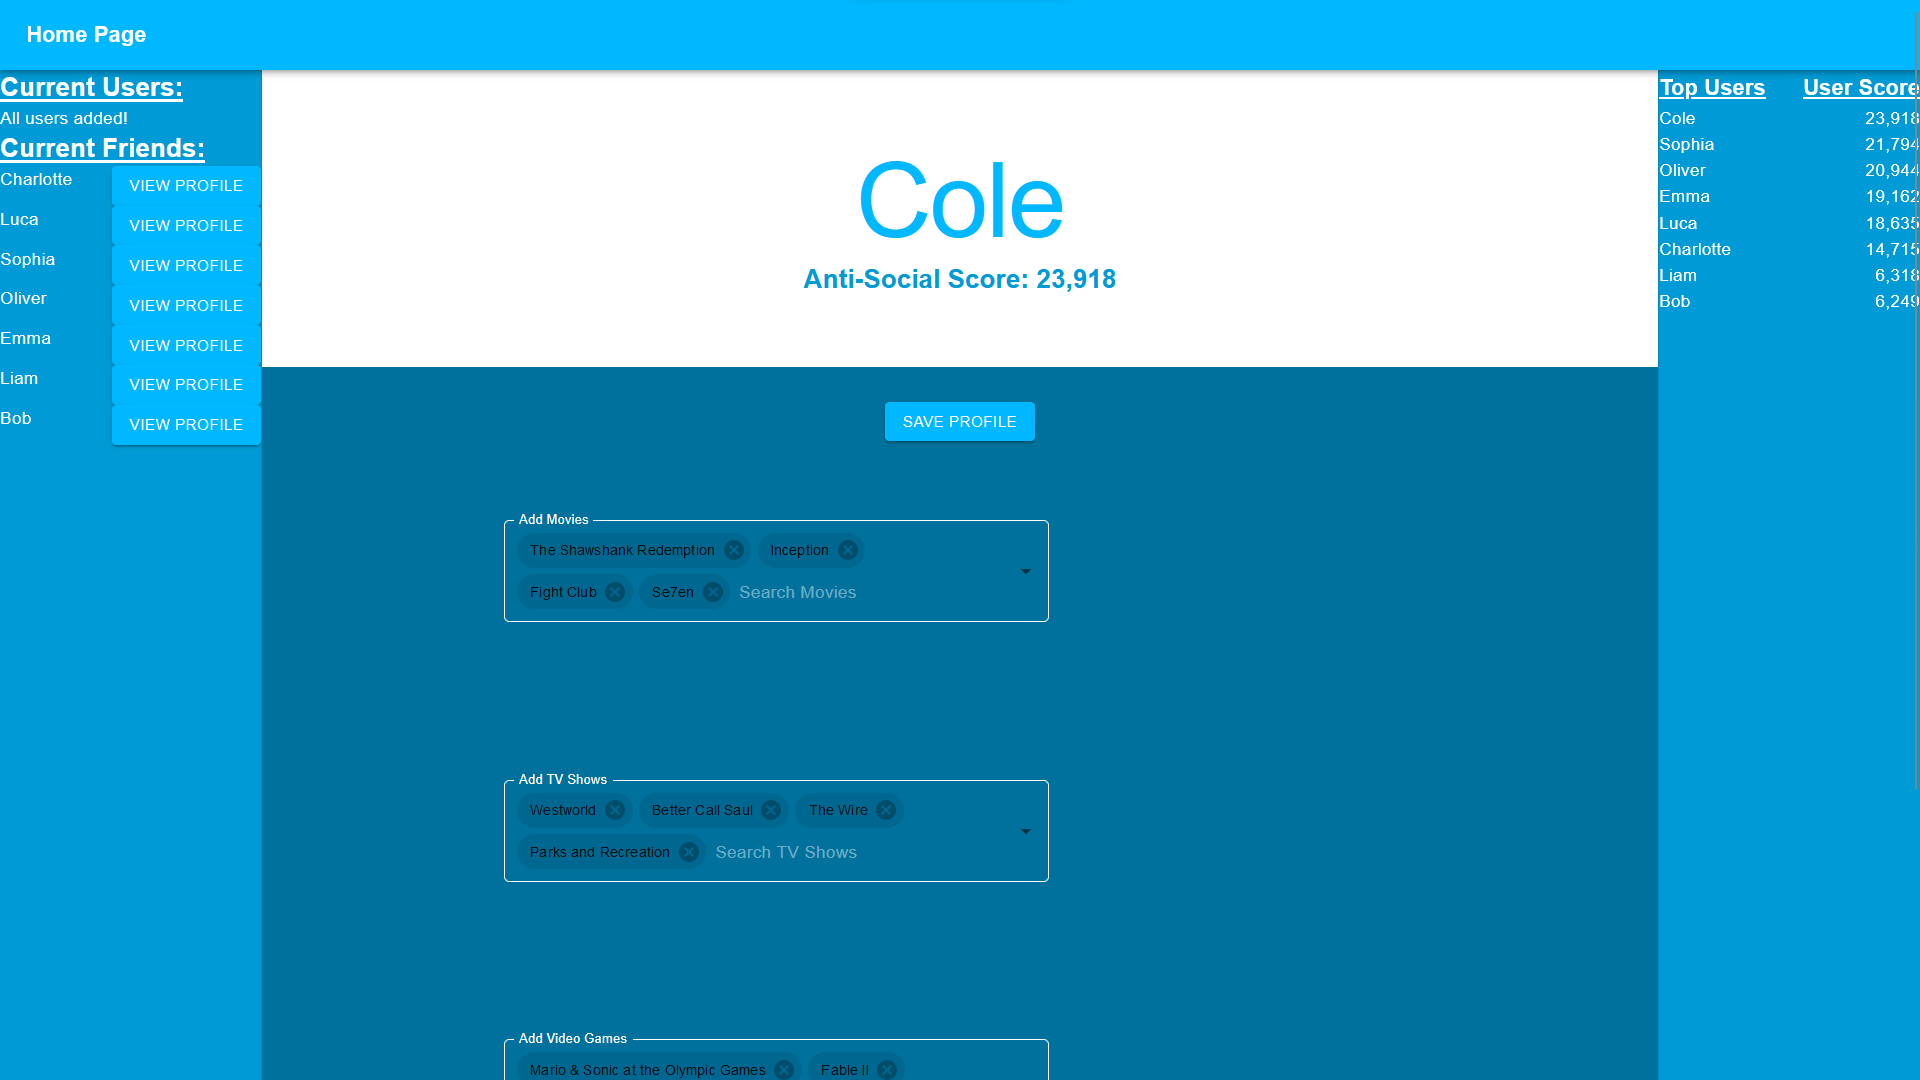 Home Page
Current Users:
All users added!
Current Friends:
Charlotte VIEW PROFILE
Luca VIEW PROFILE
Sophia VIEW PROFILE
Oliver VIEW PROFILE
Emma VIEW PROFILE
Liam VIEW PROFILE
Bob VIEW PROFILE
Cole
Anti-Social Score: 23,918
SAVE PROFILE
Add Movies
The Shawshank Redemption Inception
Fight Club Se7en Search Movies
Add TV Shows
Westworld Better Call Saul The Wire
Parks and Recreation Search TV Shows
Add Video Games
Mario & Sonic at the Olympic Games Fable II
Top Users User Score
Cole 23,918
Sophia 21,794
Oliver 20,944
Emma 19,162
Luca 18,635
Charlotte 14,715
Liam 6,318
Bob 6,249